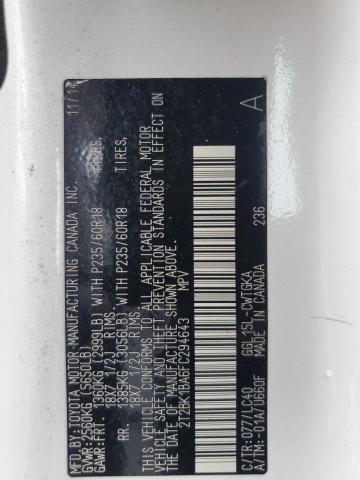 MFD.BY:TOYOTA MOTOR MANUFACTURING CANADA INC. 11/14
GVWR:2560KG (5650LB)
GAWR:FRT. 1360KG (2999LB) WITH P235/60R18 TIRES,
18X7 1/2J RIMS,
RR. 1385KG (3056LB) WITH P235/60R18 TIRES,
18X7 1/2J RIMS.
THIS VEHICLE CONFORMS TO ALL APPLICABLE FEDERAL MOTOR
VEHICLE SAFETY AND THEFT PREVENTION STANDARDS IN EFFECT ON
THE DATE OF MANUFACTURE SHOWN ABOVE.
2T2BK1BA6FC294643 MPV
C/TR:077/LC40 GGL15L-CWTGKA 236 A
A/TM:-01A/U660F MADE IN CANADA